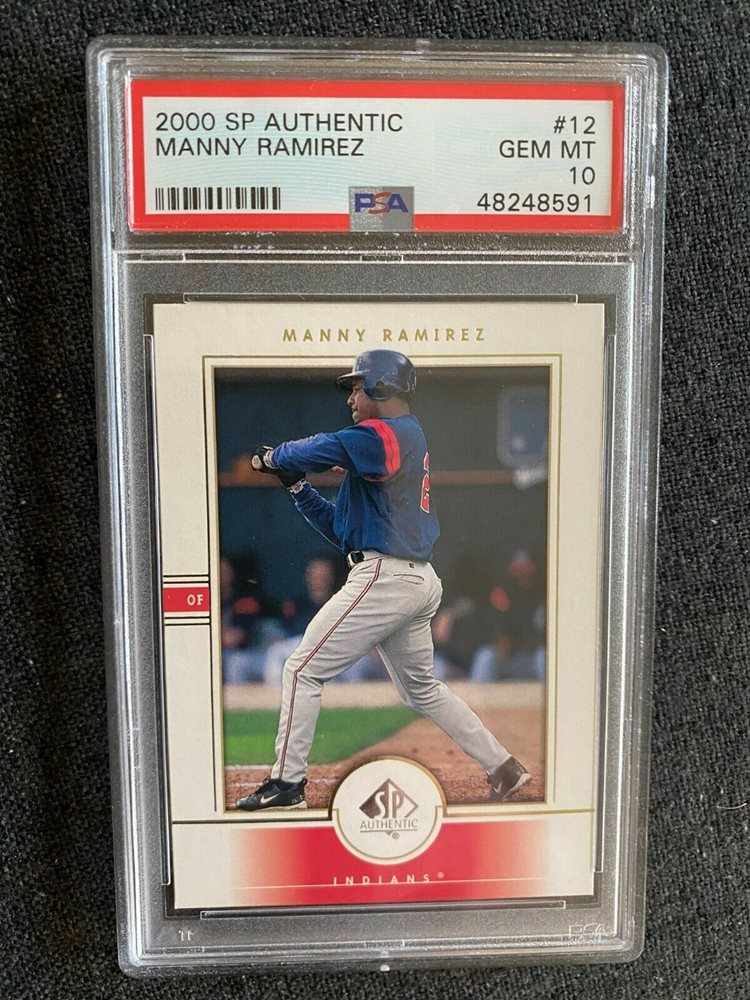 2000 SP AUTHENTIC #12
MANNY RAMIREZ GEM MT
10
PSA 48248591
MANNY RAMIREZ
OF
SP
AUTHENTIC
®
INDIANS®